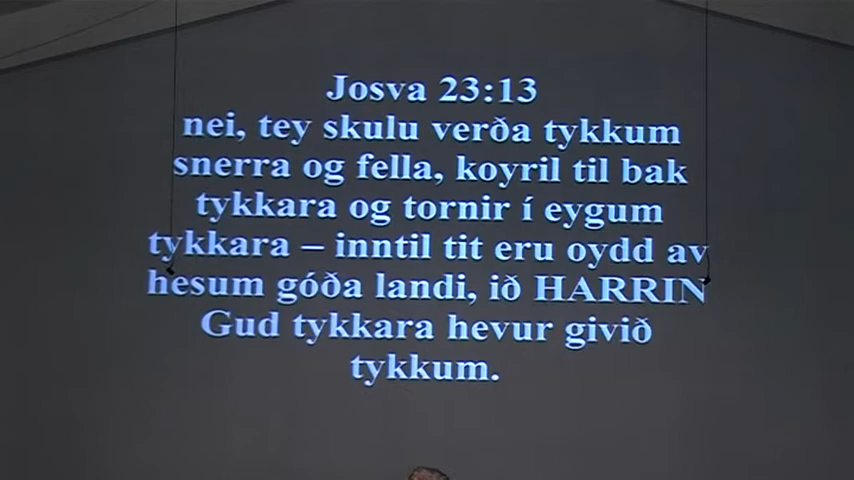 Josva 23:13
nei, tey skulu verða tykkum
snerra og fella, koyril til bak
tykkara og tornir í eygum
tykkara – inntil tit eru oydd av
hesum góða landi, ið HARRIN
Gud tykkara hevur givið
tykkum.